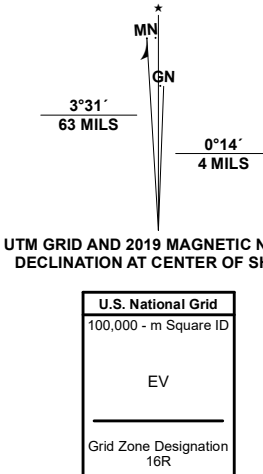 ★
MN
GN
3°31´
63 MILS
0°14´
4 MILS
UTM GRID AND 2019 MAGNETIC N
DECLINATION AT CENTER OF SH
U.S. National Grid
100,000 - m Square ID
EV
Grid Zone Designation
16R